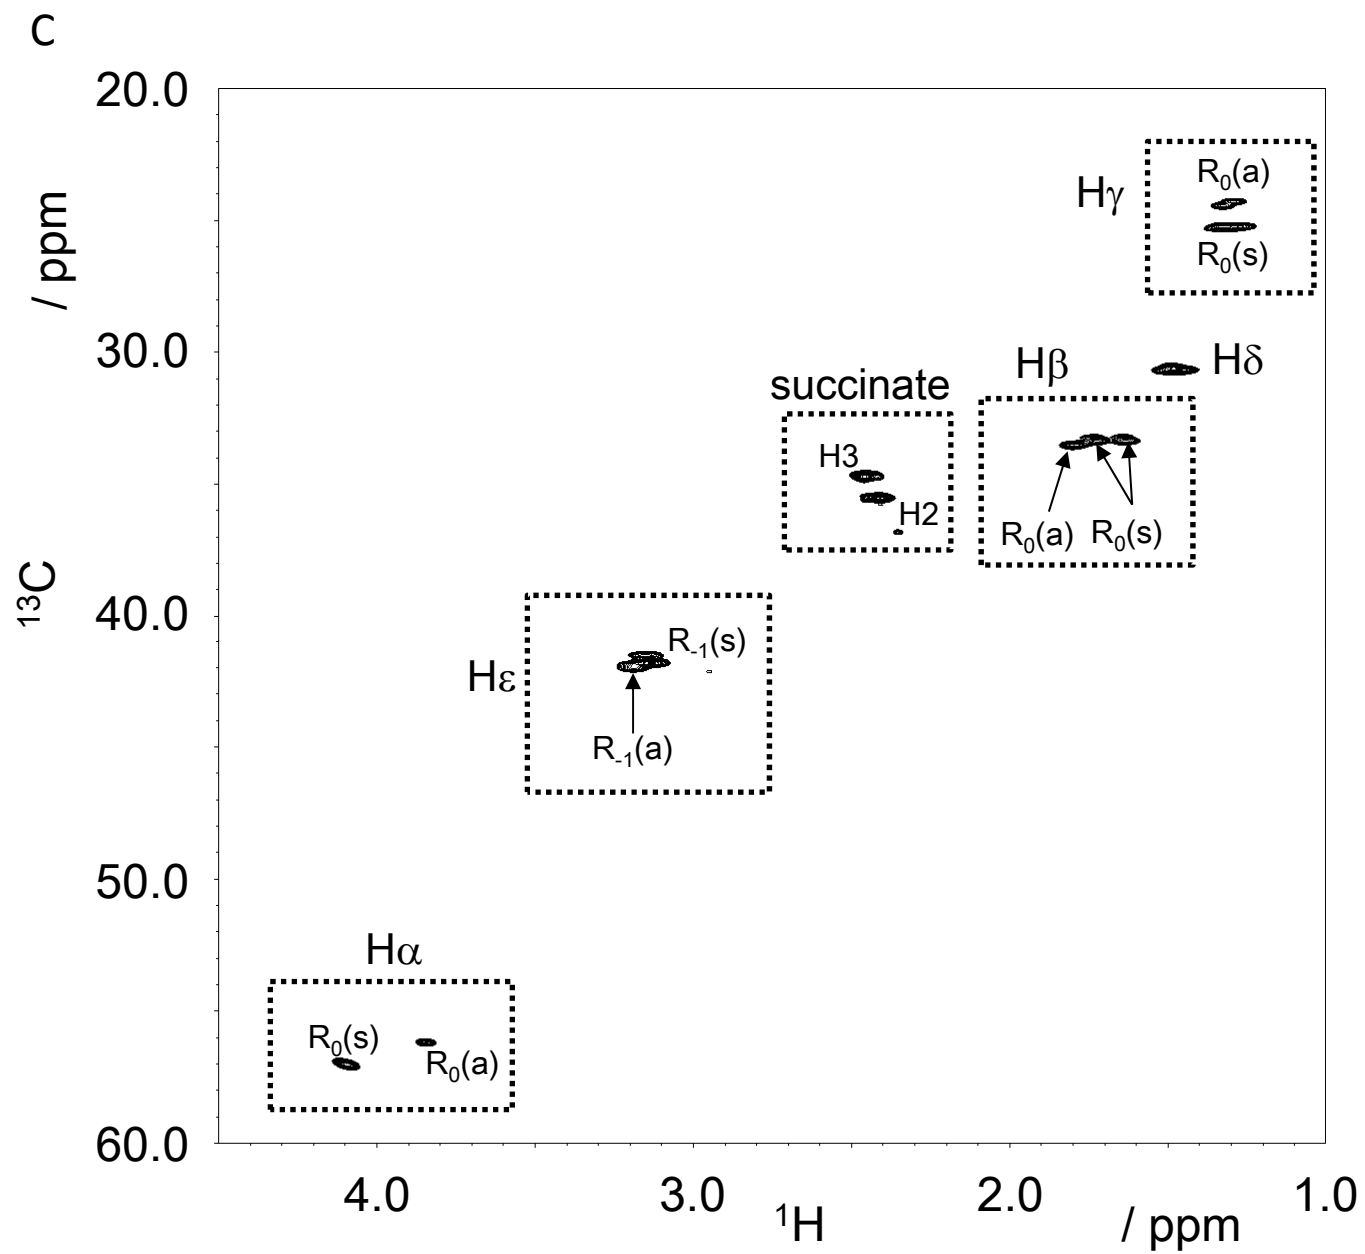 C
20.0
R₀(a)
Hγ
R₀(s)
/ ppm
30.0
Hβ
Hδ
succinate
H3
H2
R₀(a) R₀(s)
¹³C
40.0
R₋₁(s)
Hε
R₋₁(a)
50.0
Hα
R₀(s)
R₀(a)
60.0
4.0 3.0 2.0 1.0
¹H / ppm